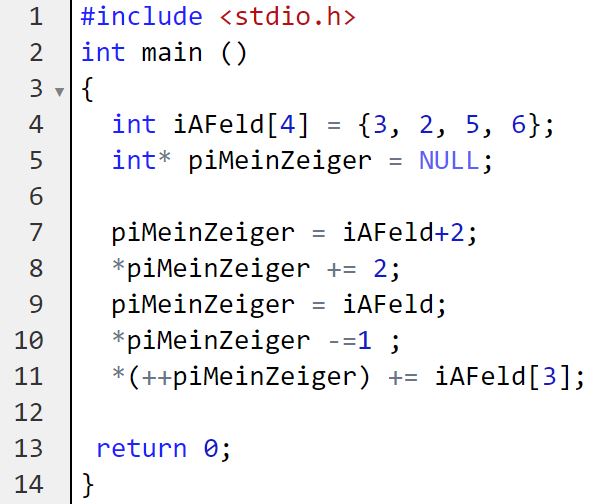 1 #include <stdio.h>
2 int main ()
3 {
4   int iAFeld[4] = {3, 2, 5, 6};
5   int* piMeinZeiger = NULL;
6
7   piMeinZeiger = iAFeld+2;
8   *piMeinZeiger += 2;
9   piMeinZeiger = iAFeld;
10   *piMeinZeiger -=1 ;
11   *(++piMeinZeiger) += iAFeld[3];
12
13  return 0;
14 }